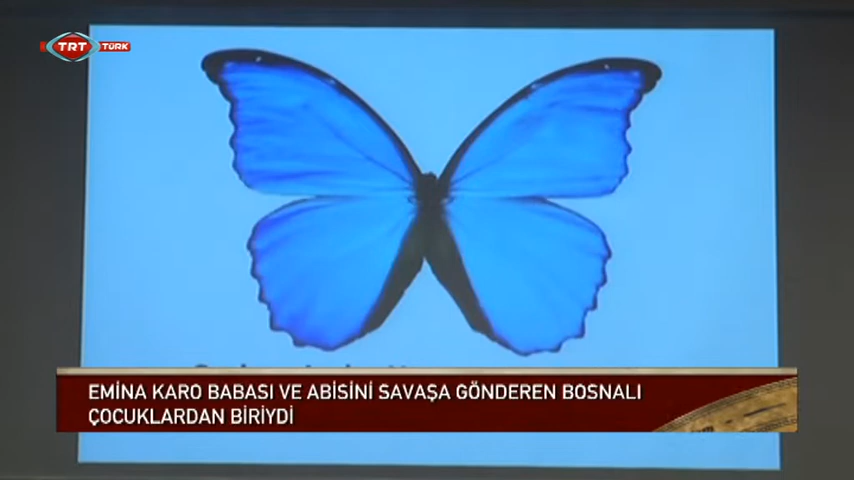 TRT TÜRK
EMİNA KARO BABASI VE ABİSİNİ SAVAŞA GÖNDEREN BOSNALI
ÇOCUKLARDAN BİRİYDİ